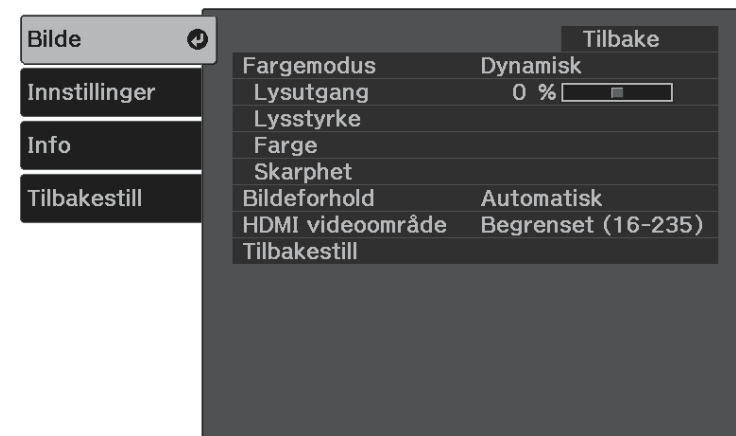 Bilde
Innstillinger
Info
Tilbakestill
Tilbake
Fargemodus Dynamisk
Lysutgang 0 %
Lysstyrke
Farge
Skarphet
Bildeforhold Automatisk
HDMI videoområde Begrenset (16-235)
Tilbakestill